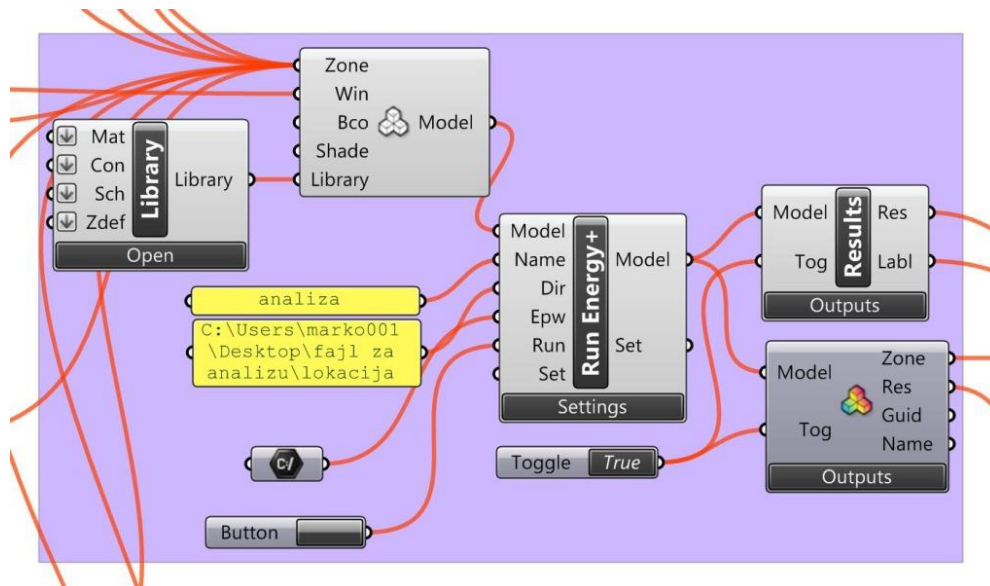 Zone
Win
Bco
Shade
Library
Model
Mat
Con
Sch
Zdef
Library
Library
Open
analiza
C:\Users\marko001
\Desktop\fajl za
analizu\lokacija
C:/
Button
Model
Name
Dir
Epw
Run
Set
Run Energy+
Model
Set
Settings
Toggle True
Model
Tog
Results
Res
Labl
Outputs
Model
Tog
Zone
Res
Guid
Name
Outputs